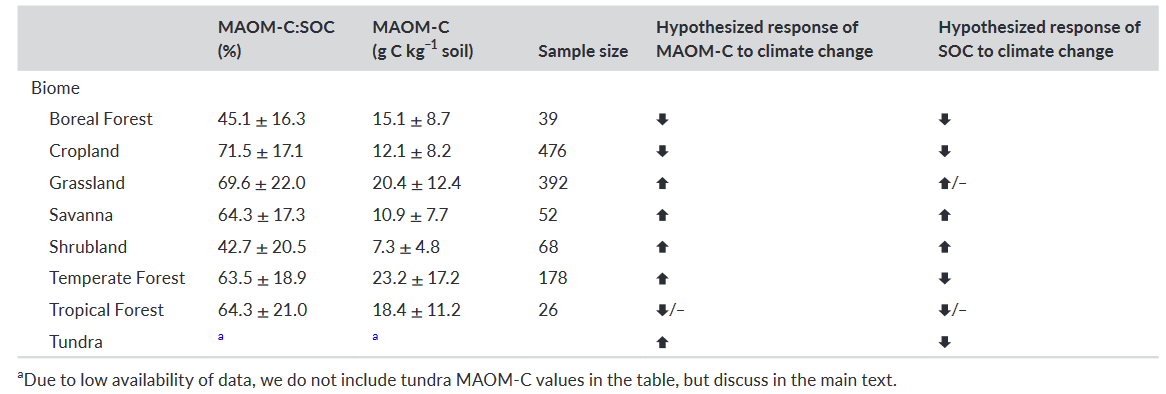 MAOM-C:SOC (%) MAOM-C (g C kg⁻¹ soil) Sample size Hypothesized response of MAOM-C to climate change Hypothesized response of SOC to climate change
Biome
Boreal Forest 45.1 ± 16.3 15.1 ± 8.7 39 🡇 🡇
Cropland 71.5 ± 17.1 12.1 ± 8.2 476 🡇 🡇
Grassland 69.6 ± 22.0 20.4 ± 12.4 392 🡅 🡅/–
Savanna 64.3 ± 17.3 10.9 ± 7.7 52 🡅 🡅
Shrubland 42.7 ± 20.5 7.3 ± 4.8 68 🡅 🡅
Temperate Forest 63.5 ± 18.9 23.2 ± 17.2 178 🡅 🡇
Tropical Forest 64.3 ± 21.0 18.4 ± 11.2 26 🡇/– 🡇/–
Tundra a a 🡅 🡇
ᵃDue to low availability of data, we do not include tundra MAOM-C values in the table, but discuss in the main text.